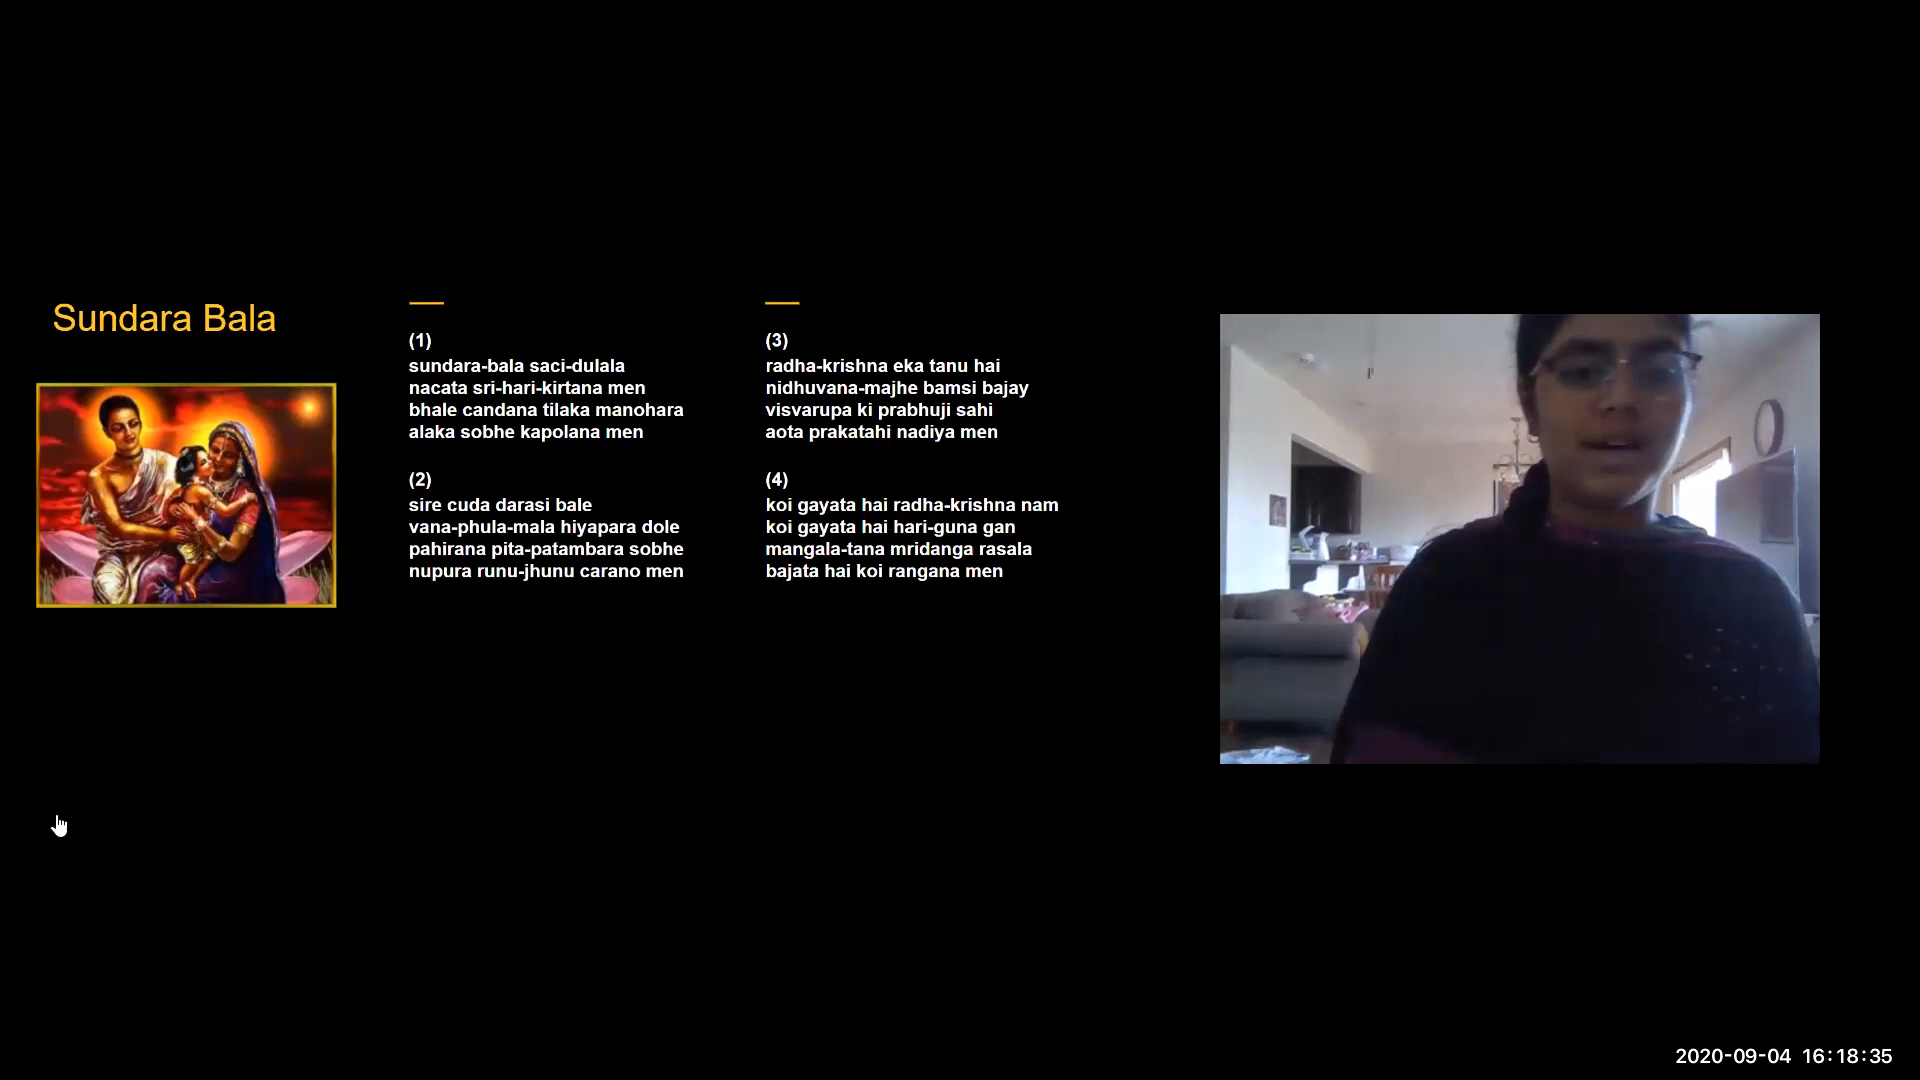 Sundara Bala
(1)
sundara-bala saci-dulala
nacata sri-hari-kirtana men
bhale candana tilaka manohara
alaka sobhe kapolana men
(2)
sire cuda darasi bale
vana-phula-mala hiyapara dole
pahirana pita-patambara sobhe
nupura runu-jhunu carano men
(3)
radha-krishna eka tanu hai
nidhuvana-majhe bamsi bajay
visvarupa ki prabhuji sahi
aota prakatahi nadiya men
(4)
koi gayata hai radha-krishna nam
koi gayata hai hari-guna gan
mangala-tana mridanga rasala
bajata hai koi rangana men
2020-09-04 16:18:35